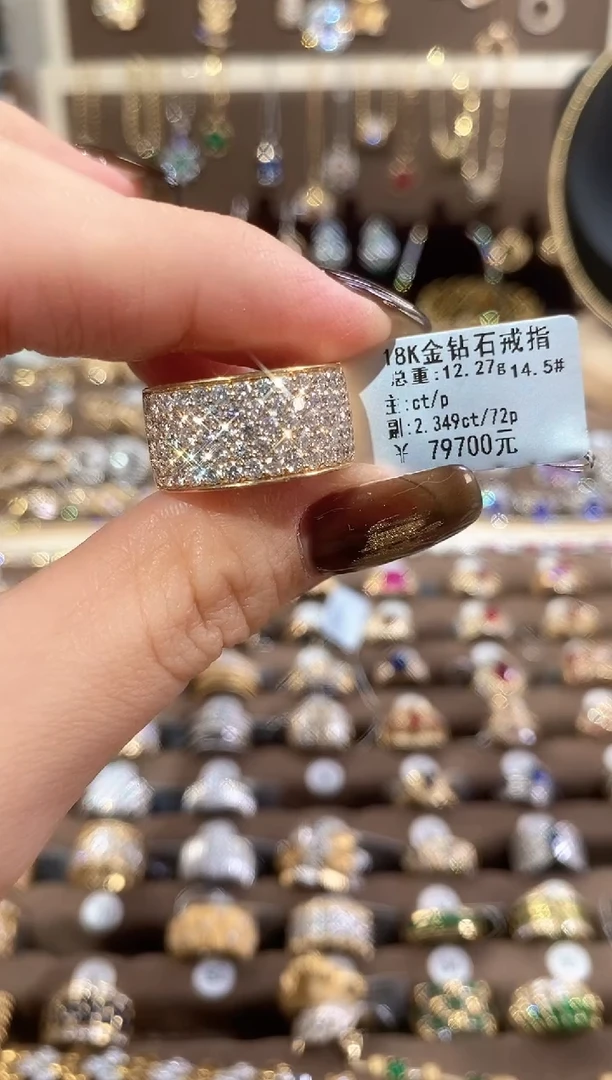 18K金钻石戒指
总重:12.27g 14.5#
主:ct/p
副:2.349ct/72p
¥ 79700元